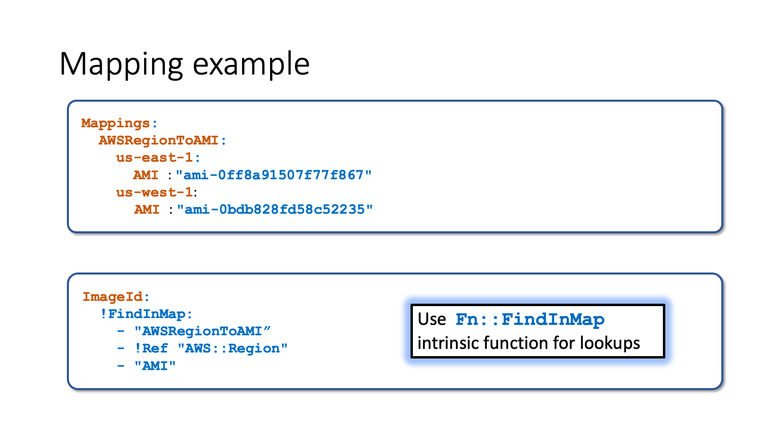 Mapping example
Mappings:
AWSRegionToAMI:
us-east-1:
AMI :"ami-0ff8a91507f77f867"
us-west-1:
AMI :"ami-0bdb828fd58c52235"
ImageId:
!FindInMap:
- "AWSRegionToAMI”
- !Ref "AWS::Region"
- "AMI"
Use Fn::FindInMap
intrinsic function for lookups